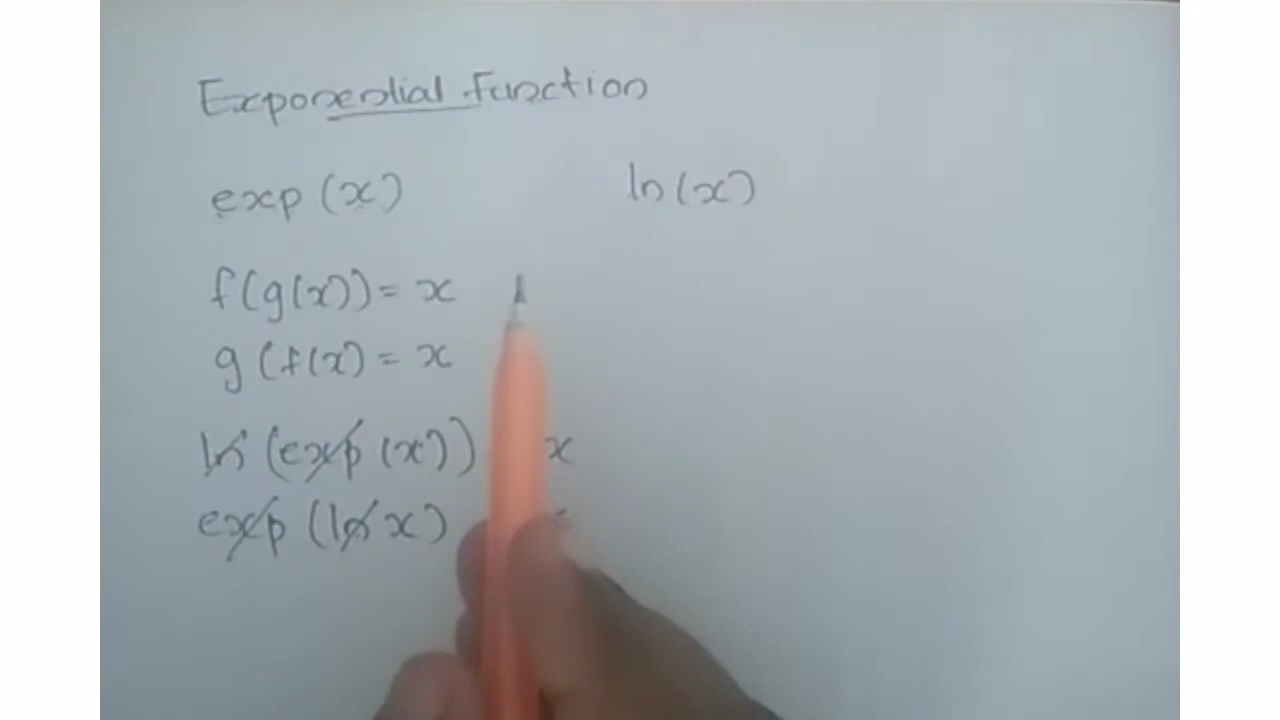 Exponential function
exp (x) ln (x)
f(g(x)) = x
g (f(x) = x
ln (exp (x)) x
exp (ln x)